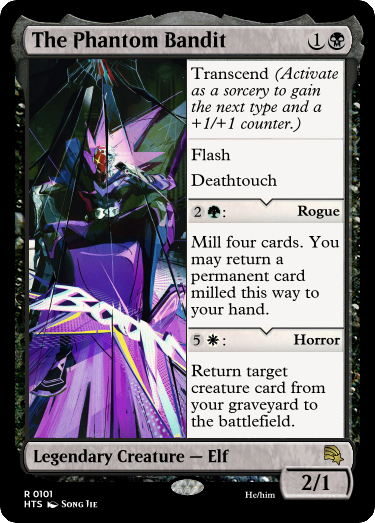 The Phantom Bandit 1
Transcend (Activate
as a sorcery to gain
the next type and a
+1/+1 counter.)
Flash
Deathtouch
2 : Rogue
Mill four cards. You
may return a
permanent card
milled this way to
your hand.
5 : Horror
Return target
creature card from
your graveyard to
the battlefield.
Legendary Creature — Elf
2/1
R 0101
HTS Song Jie
He/him